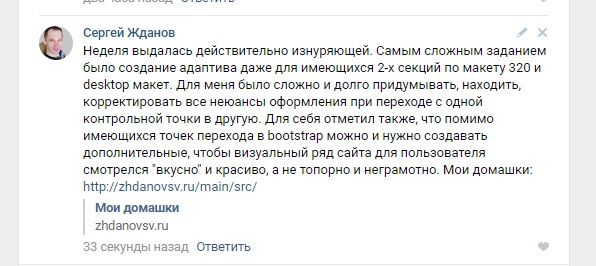 два часа назад Ответить
Сергей Жданов
Неделя выдалась действительно изнуряющей. Самым сложным заданием
было создание адаптива даже для имеющихся 2-х секций по макету 320 и
desktop макет. Для меня было сложно и долго придумывать, находить,
корректировать все неюансы оформления при переходе с одной
контрольной точки в другую. Для себя отметил также, что помимо
имеющихся точек перехода в bootstrap можно и нужно создавать
дополнительные, чтобы визуальный ряд сайта для пользователя
смотрелся "вкусно" и красиво, а не топорно и неграмотно. Мои домашки:
http://zhdanovsv.ru/main/src/
Мои домашки
zhdanovsv.ru
33 секунды назад Ответить